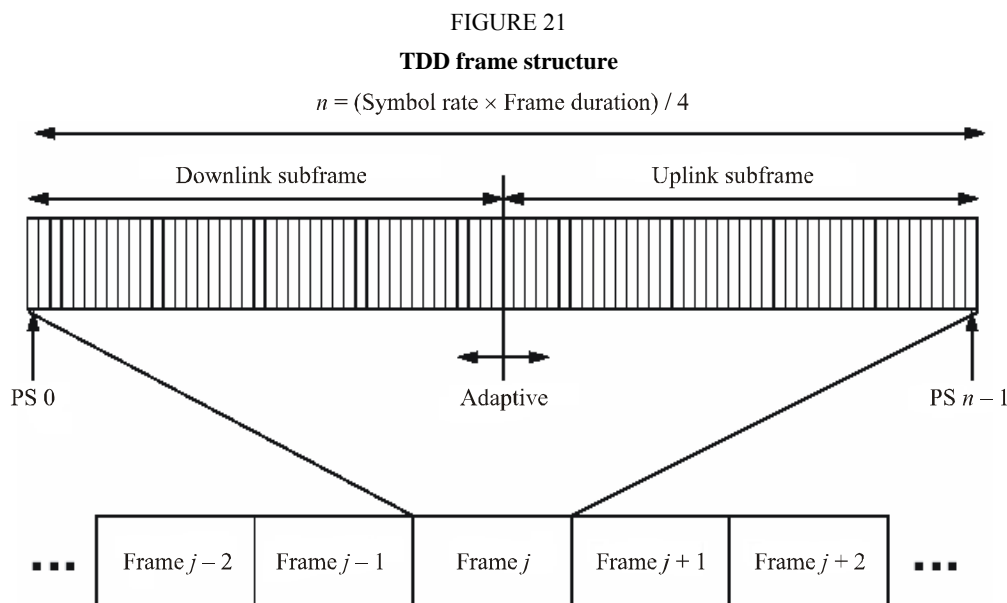 FIGURE 21
TDD frame structure
n = (Symbol rate × Frame duration) / 4
Downlink subframe Uplink subframe
PS 0 Adaptive PS n – 1
... Frame j – 2 Frame j – 1 Frame j Frame j + 1 Frame j + 2 ...